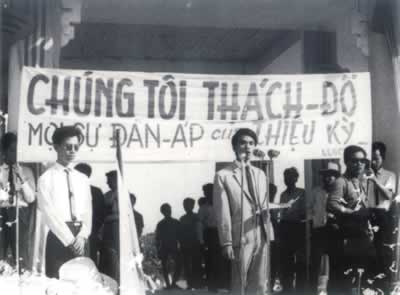 CHÚNG TÔI THÁCH-ĐỐ
MỌI SỰ ĐÀN-ÁP của THIỆU KỲ